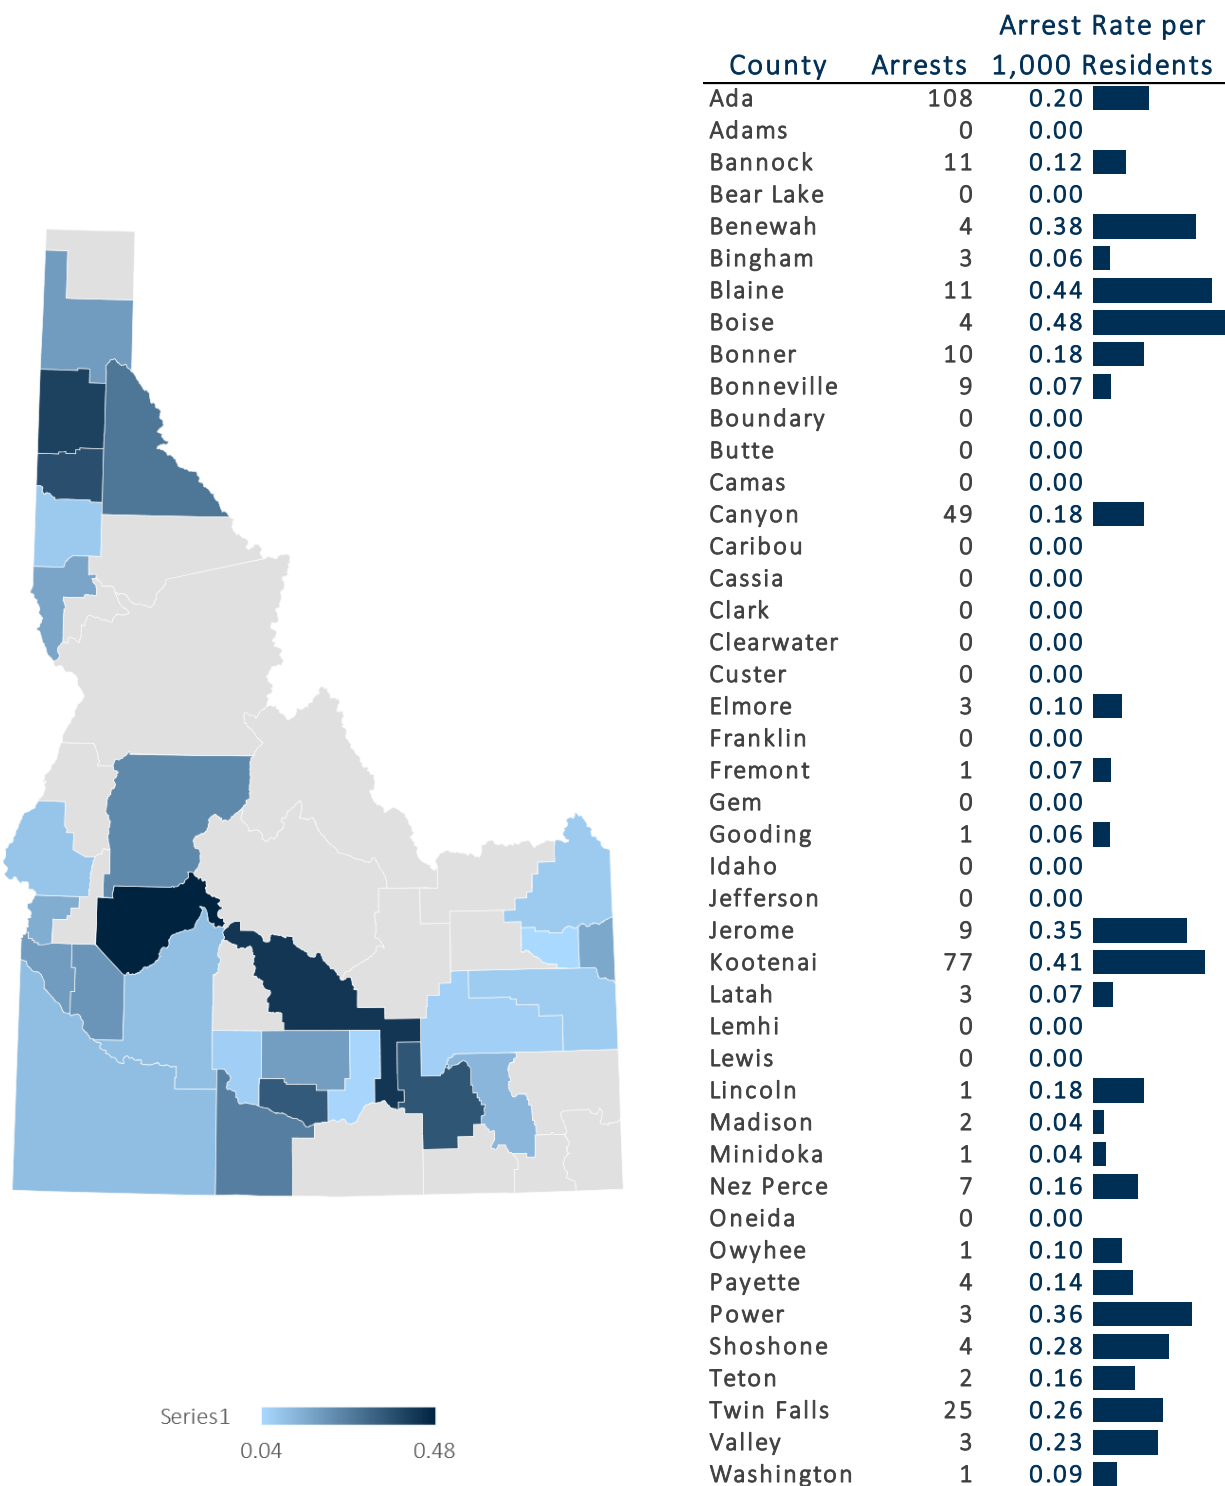 Arrest Rate per
County Arrests 1,000 Residents
Ada 108 0.20
Adams 0 0.00
Bannock 11 0.12
Bear Lake 0 0.00
Benewah 4 0.38
Bingham 3 0.06
Blaine 11 0.44
Boise 4 0.48
Bonner 10 0.18
Bonneville 9 0.07
Boundary 0 0.00
Butte 0 0.00
Camas 0 0.00
Canyon 49 0.18
Caribou 0 0.00
Cassia 0 0.00
Clark 0 0.00
Clearwater 0 0.00
Custer 0 0.00
Elmore 3 0.10
Franklin 0 0.00
Fremont 1 0.07
Gem 0 0.00
Gooding 1 0.06
Idaho 0 0.00
Jefferson 0 0.00
Jerome 9 0.35
Kootenai 77 0.41
Latah 3 0.07
Lemhi 0 0.00
Lewis 0 0.00
Lincoln 1 0.18
Madison 2 0.04
Minidoka 1 0.04
Nez Perce 7 0.16
Oneida 0 0.00
Owyhee 1 0.10
Payette 4 0.14
Power 3 0.36
Shoshone 4 0.28
Teton 2 0.16
Twin Falls 25 0.26
Valley 3 0.23
Washington 1 0.09
Series1
0.04 0.48